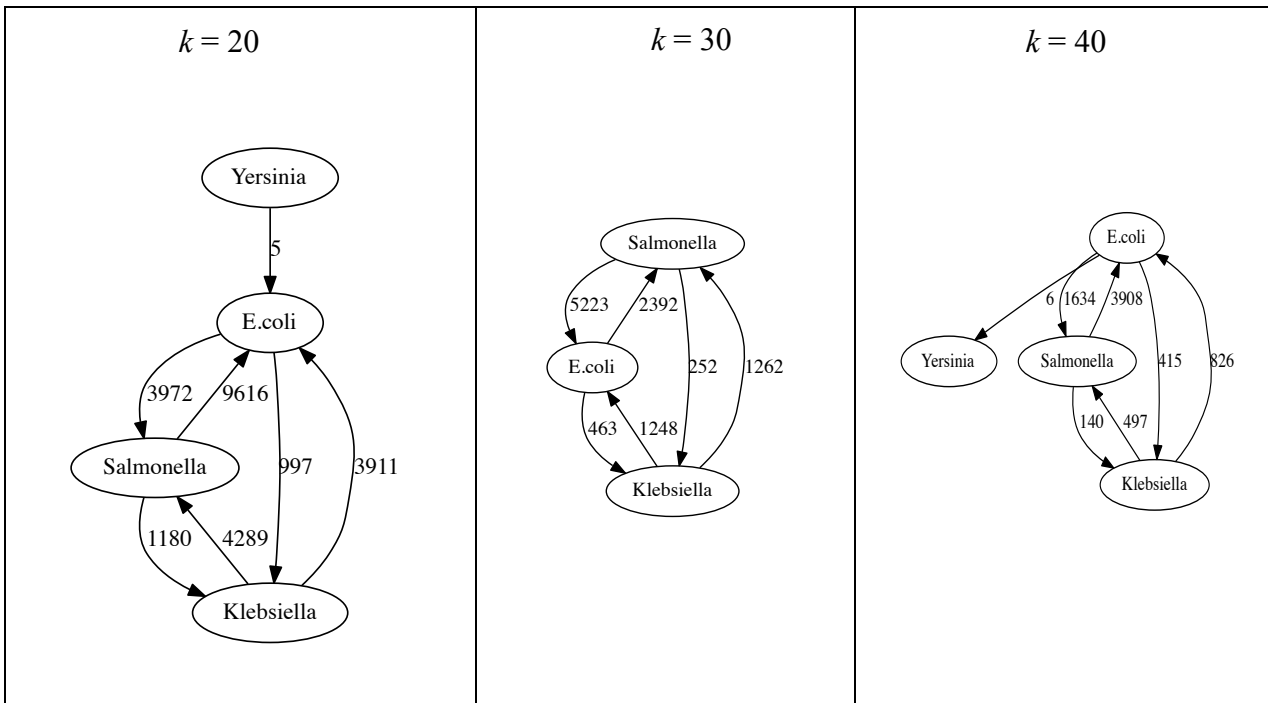 k = 20
Yersinia
5
E.coli
3972
9616
Salmonella
997
3911
1180
4289
Klebsiella
k = 30
Salmonella
5223
2392
E.coli
252
1262
463
1248
Klebsiella
k = 40
E.coli
6
1634
3908
Yersinia
Salmonella
415
826
140
497
Klebsiella